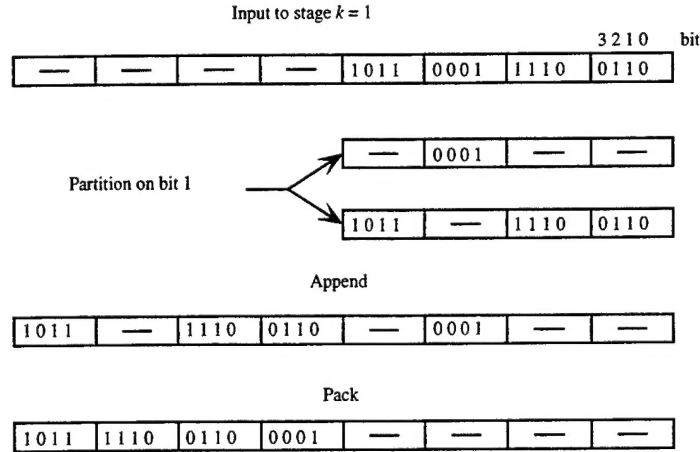 Input to stage k = 1
3 2 1 0 bit
— — — — 1011 0001 1110 0110
— 0001 — —
Partition on bit 1
1011 — 1110 0110
Append
1011 — 1110 0110 — 0001 — —
Pack
1011 1110 0110 0001 — — — —